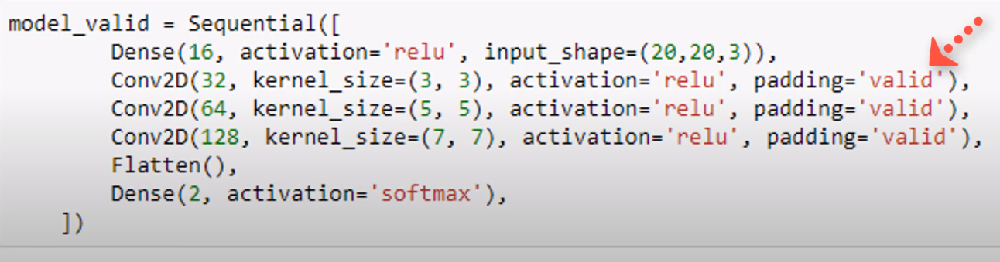 model_valid = Sequential([
Dense(16, activation='relu', input_shape=(20,20,3)),
Conv2D(32, kernel_size=(3, 3), activation='relu', padding='valid'),
Conv2D(64, kernel_size=(5, 5), activation='relu', padding='valid'),
Conv2D(128, kernel_size=(7, 7), activation='relu', padding='valid'),
Flatten(),
Dense(2, activation='softmax'),
])